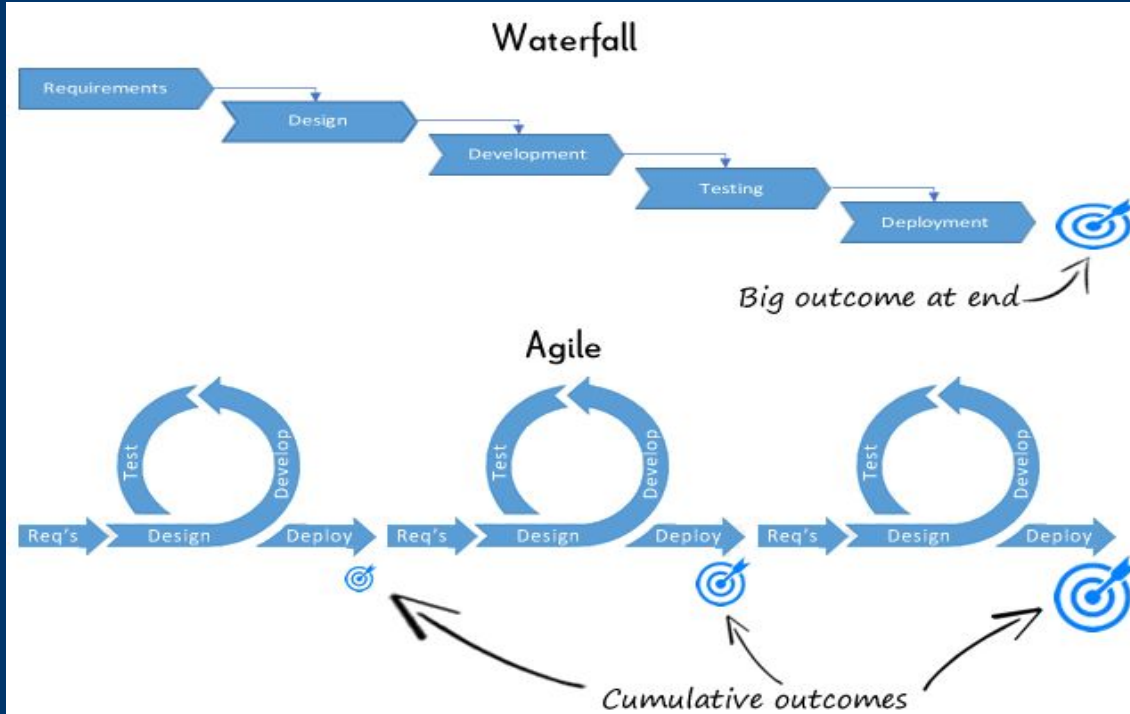 Waterfall
Requirements
Design
Development
Testing
Deployment
Big outcome at end
Agile
Test
Develop
Req's
Design
Deploy
Test
Develop
Req's
Design
Deploy
Test
Develop
Req's
Design
Deploy
Cumulative outcomes